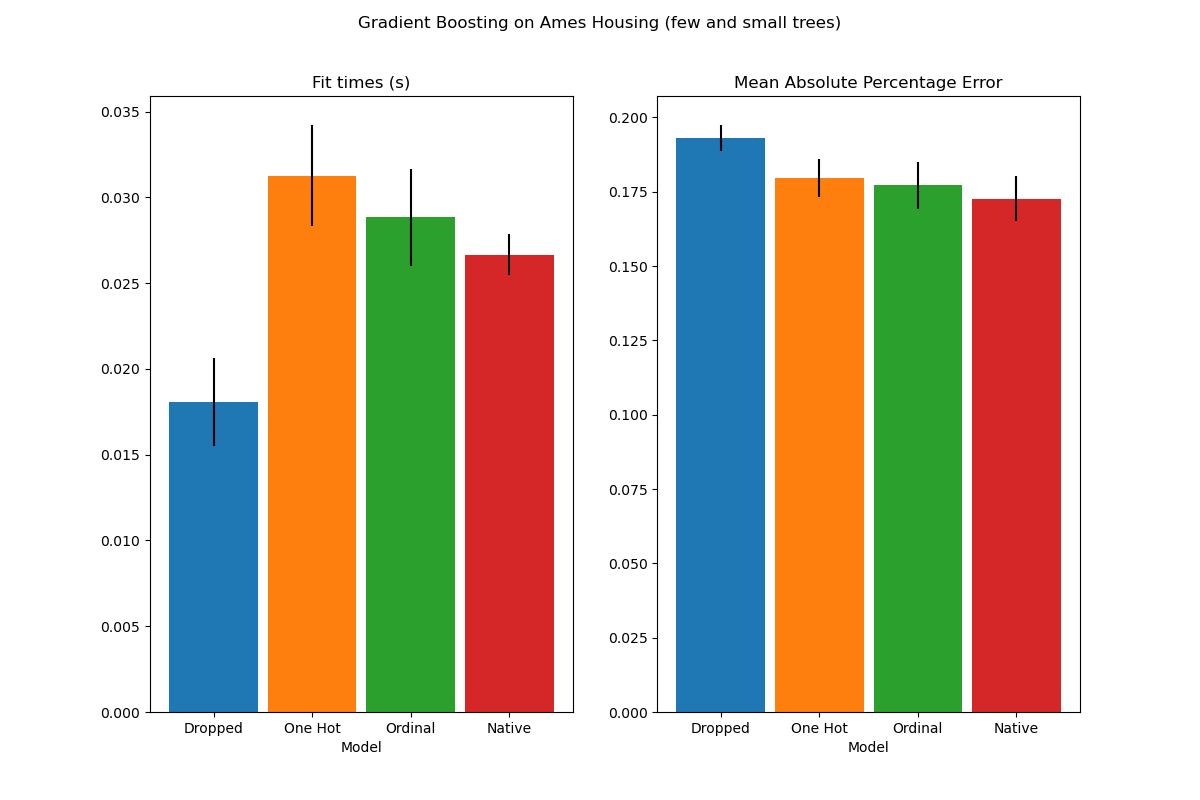 Gradient Boosting on Ames Housing (few and small trees)
Fit times (s)
0.035
0.030
0.025
0.020
0.015
0.010
0.005
0.000
Dropped One Hot Ordinal Native
Model
Mean Absolute Percentage Error
0.200
0.175
0.150
0.125
0.100
0.075
0.050
0.025
0.000
Dropped One Hot Ordinal Native
Model